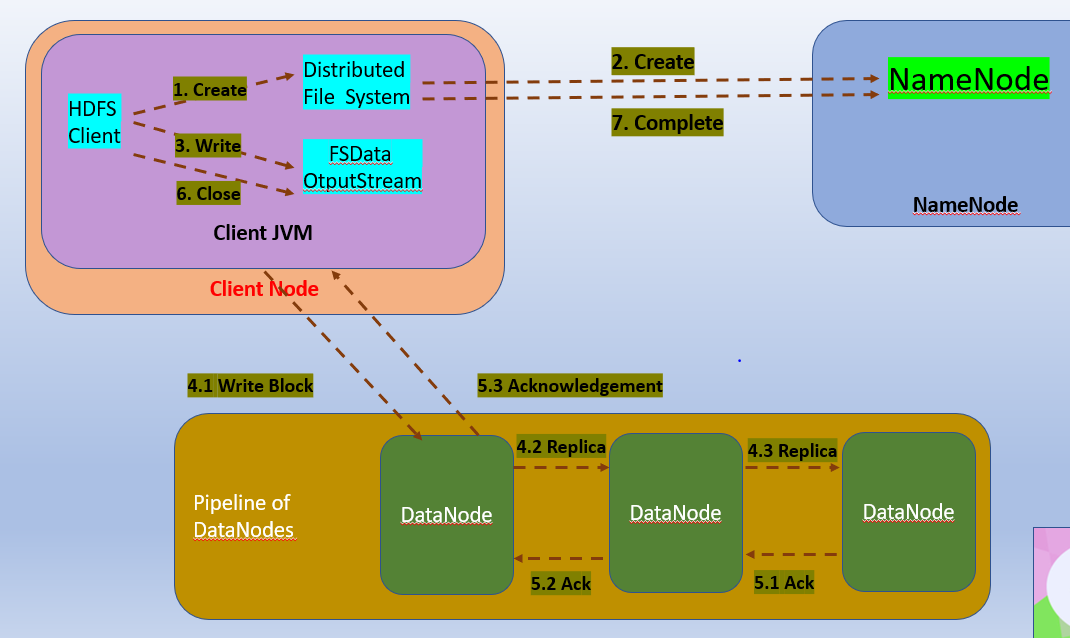 HDFS
Client
1. Create
Distributed
File System
3. Write
FSData
OtputStream
6. Close
Client JVM
Client Node
2. Create
7. Complete
NameNode
NameNode
4.1 Write Block
5.3 Acknowledgement
Pipeline of
DataNodes
DataNode
4.2 Replica
DataNode
4.3 Replica
DataNode
5.2 Ack
5.1 Ack